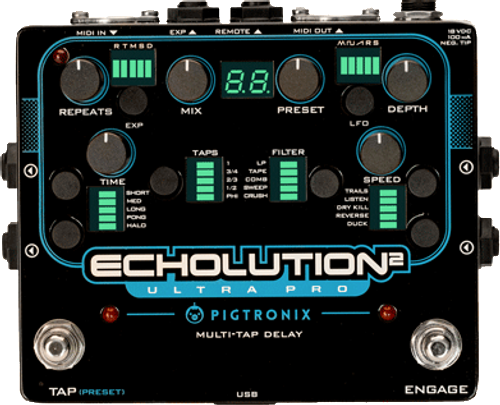 MIDI IN ▼ EXP ▲ REMOTE ▲ MIDI OUT ▲ 18 VDC
100 mA
NEG. TIP
R T M S D
REPEATS MIX 8.8. PRESET DEPTH
EXP LFO
TIME TAPS FILTER SPEED
SHORT
MED
LONG
PONG
HALO
1
3/4
2/3
1/2
PHI
LP
TAPE
COMB
SWEEP
CRUSH
TRAILS
LISTEN
DRY KILL
REVERSE
DUCK
ECHOLUTION2
ULTRA PRO
PIGTRONIX
MULTI-TAP DELAY
TAP (PRESET) USB ENGAGE